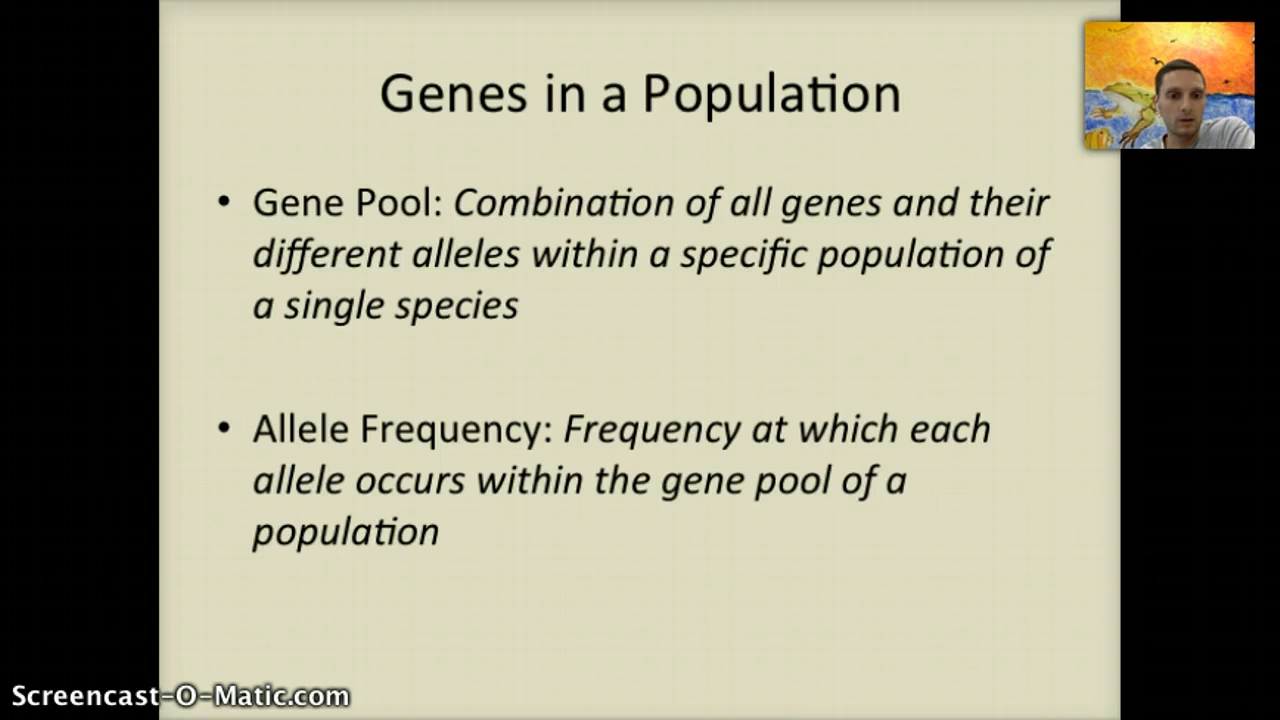 Genes in a Population
• Gene Pool: Combination of all genes and their
different alleles within a specific population of
a single species
• Allele Frequency: Frequency at which each
allele occurs within the gene pool of a
population
Screencast-O-Matic.com